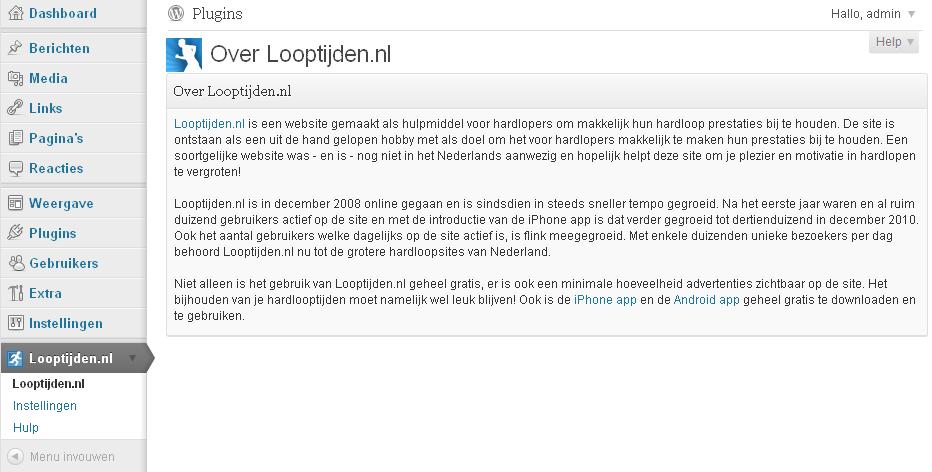 Dashboard
Berichten
Media
Links
Pagina's
Reacties
Weergave
Plugins
Gebruikers
Extra
Instellingen
Looptijden.nl
Looptijden.nl
Instellingen
Hulp
Menu invouwen
Plugins
Hallo, admin
Help
Over Looptijden.nl
Over Looptijden.nl
Looptijden.nl is een website gemaakt als hulpmiddel voor hardlopers om makkelijk hun hardloop prestaties bij te houden. De site is
ontstaan als een uit de hand gelopen hobby met als doel om het voor hardlopers makkelijk te maken hun prestaties bij te houden. Een
soortgelijke website was - en is - nog niet in het Nederlands aanwezig en hopelijk helpt deze site om je plezier en motivatie in hardlopen
te vergroten!
Looptijden.nl is in december 2008 online gegaan en is sindsdien in steeds sneller tempo gegroeid. Na het eerste jaar waren en al ruim
duizend gebruikers actief op de site en met de introductie van de iPhone app is dat verder gegroeid tot dertienduizend in december 2010.
Ook het aantal gebruikers welke dagelijks op de site actief is, is flink meegegroeid. Met enkele duizenden unieke bezoekers per dag
behoord Looptijden.nl nu tot de grotere hardloopsites van Nederland.
Niet alleen is het gebruik van Looptijden.nl geheel gratis, er is ook een minimale hoeveelheid advertenties zichtbaar op de site. Het
bijhouden van je hardlooptijden moet namelijk wel leuk blijven! Ook is de iPhone app en de Android app geheel gratis te downloaden en
te gebruiken.